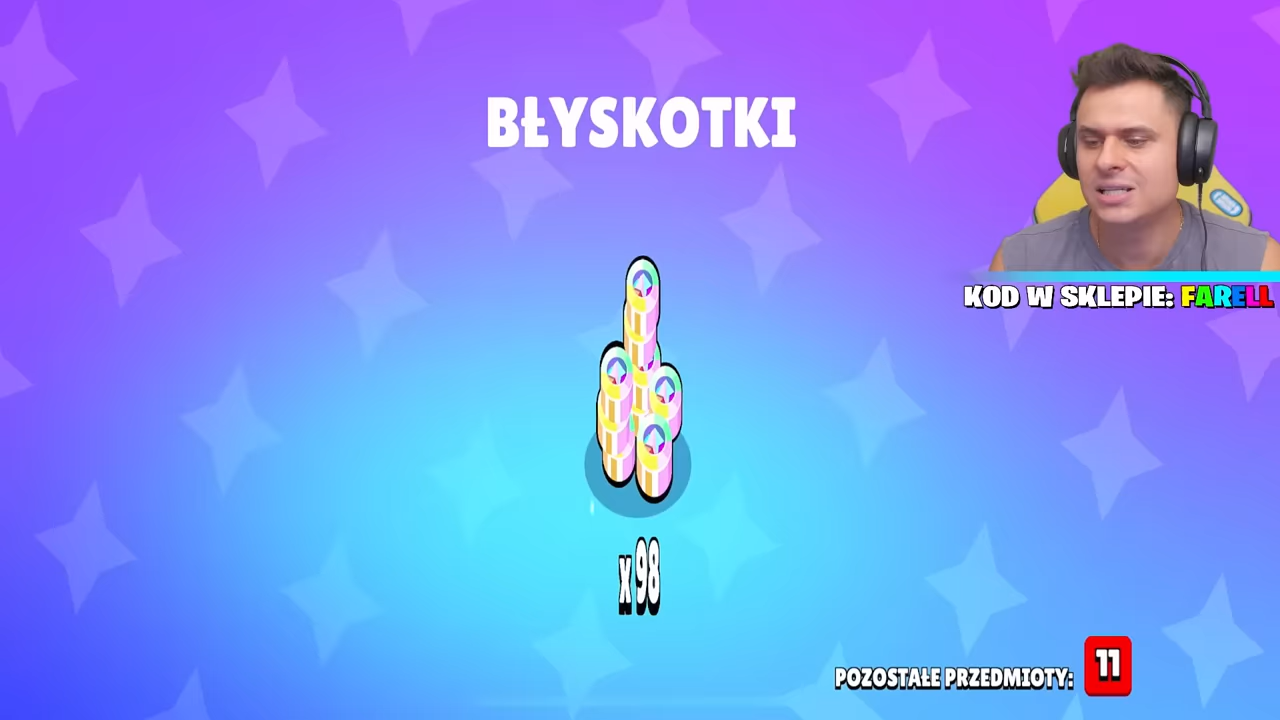 BŁYSKOTKI
KOD W SKLEPIE: FARELL
x98
POZOSTAŁE PRZEDMIOTY: 11